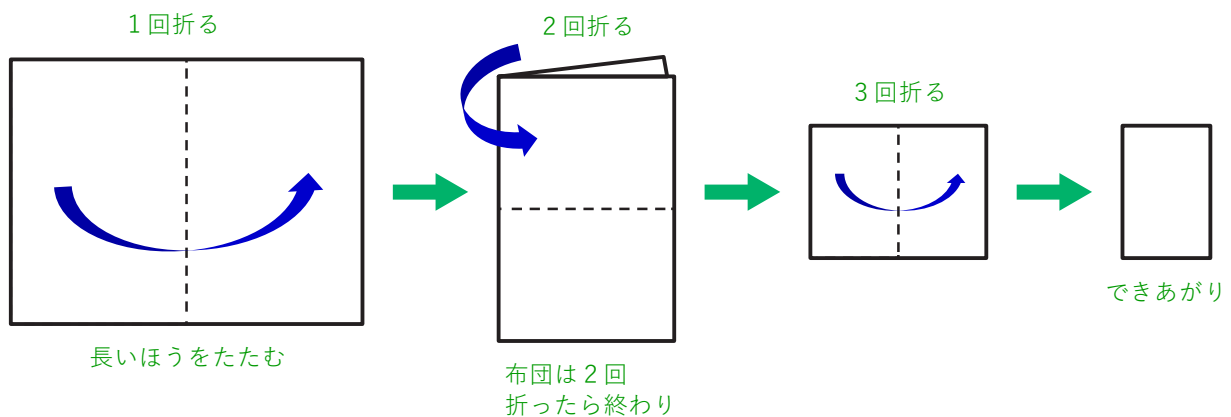 １回折る
２回折る
３回折る
長いほうをたたむ
布団は２回
折ったら終わり
できあがり